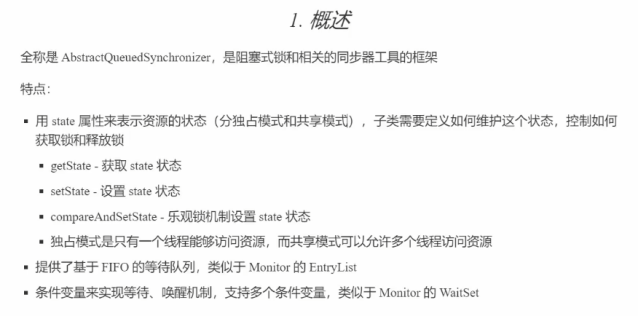 1. 概述
全称是 AbstractQueuedSynchronizer，是阻塞式锁和相关的同步器工具的框架
特点：
用 state 属性来表示资源的状态（分独占模式和共享模式），子类需要定义如何维护这个状态，控制如何
获取锁和释放锁
getState - 获取 state 状态
setState - 设置 state 状态
compareAndSetState - 乐观锁机制设置 state 状态
独占模式是只有一个线程能够访问资源，而共享模式可以允许多个线程访问资源
提供了基于 FIFO 的等待队列，类似于 Monitor 的 EntryList
条件变量来实现等待、唤醒机制，支持多个条件变量，类似于 Monitor 的 WaitSet